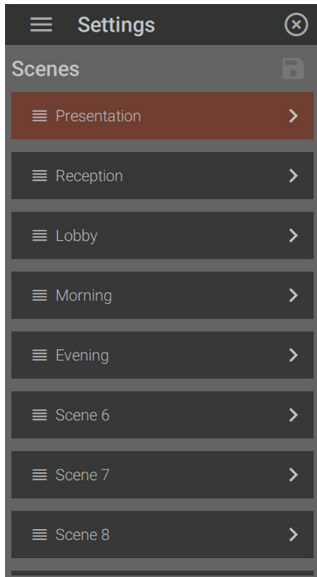 Settings
Scenes
Presentation
Reception
Lobby
Morning
Evening
Scene 6
Scene 7
Scene 8